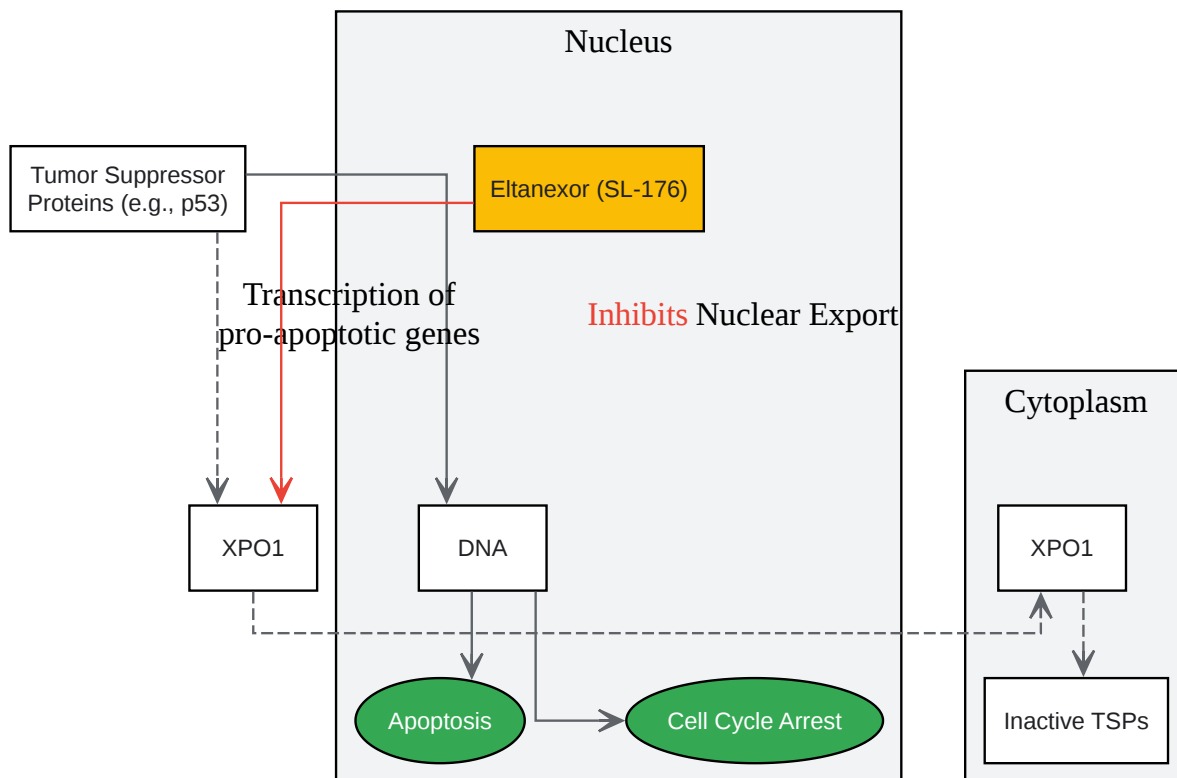 Nucleus
Tumor Suppressor
Proteins (e.g., p53)
Eltanexor (SL-176)
Transcription of
pro-apoptotic genes
Inhibits Nuclear Export
Cytoplasm
XPO1
DNA
XPO1
Apoptosis
Cell Cycle Arrest
Inactive TSPs